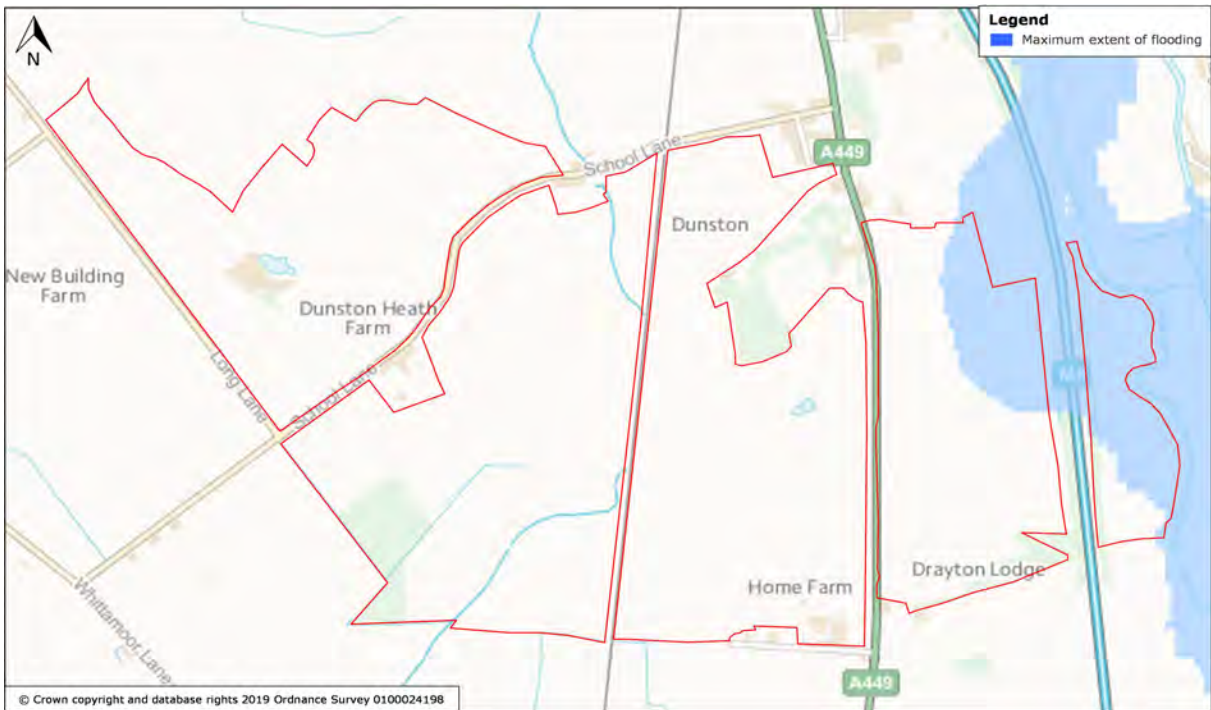 Legend
Maximum extent of flooding
N
School Lane
A449
Dunston
New Building
Farm
Dunston Heath
Farm
Long Lane
School Lane
Home Farm
Drayton Lodge
Whittamoor Lane
A449
© Crown copyright and database rights 2019 Ordnance Survey 0100024198